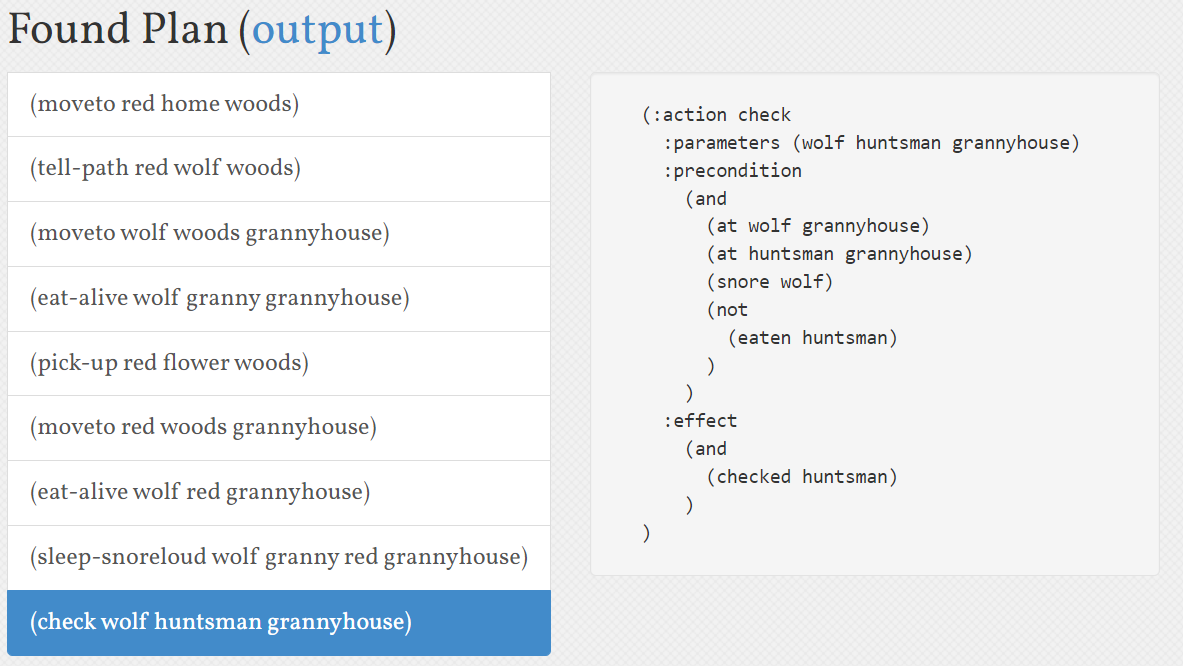 Found Plan (output)
(moveto red home woods)
(tell-path red wolf woods)
(moveto wolf woods grannyhouse)
(eat-alive wolf granny grannyhouse)
(pick-up red flower woods)
(moveto red woods grannyhouse)
(eat-alive wolf red grannyhouse)
(sleep-snoreloud wolf granny red grannyhouse)
(check wolf huntsman grannyhouse)
(:action check
  :parameters (wolf huntsman grannyhouse)
  :precondition
    (and
      (at wolf grannyhouse)
      (at huntsman grannyhouse)
      (snore wolf)
      (not
        (eaten huntsman)
      )
    )
  :effect
    (and
      (checked huntsman)
    )
)